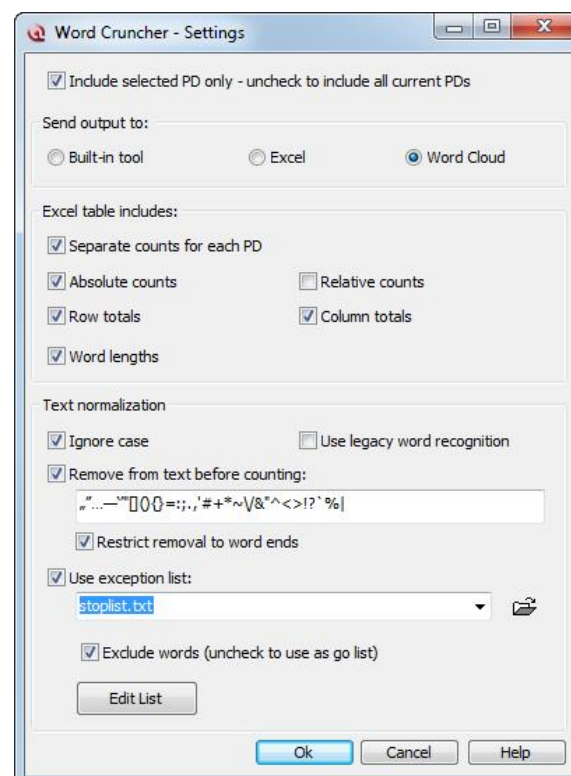 Word Cruncher - Settings
Include selected PD only - uncheck to include all current PDs
Send output to:
Built-in tool Excel Word Cloud
Excel table includes:
Separate counts for each PD
Absolute counts Relative counts
Row totals Column totals
Word lengths
Text normalization
Ignore case Use legacy word recognition
Remove from text before counting:
„“…—“”"[](){}=:;.,'#+*~\/&"^<>!?`%|
Restrict removal to word ends
Use exception list:
stoplist.txt
Exclude words (uncheck to use as go list)
Edit List
Ok Cancel Help